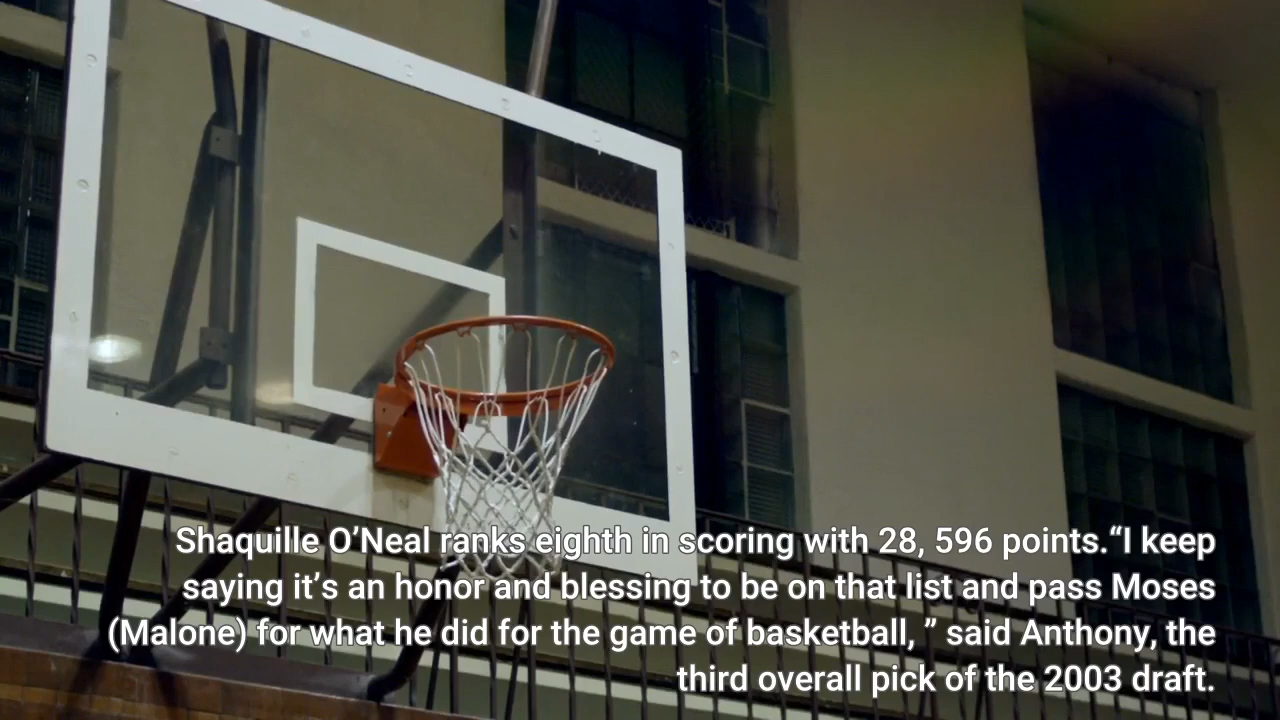 Shaquille O’Neal ranks eighth in scoring with 28, 596 points.“I keep
saying it’s an honor and blessing to be on that list and pass Moses
(Malone) for what he did for the game of basketball, ” said Anthony, the
third overall pick of the 2003 draft.